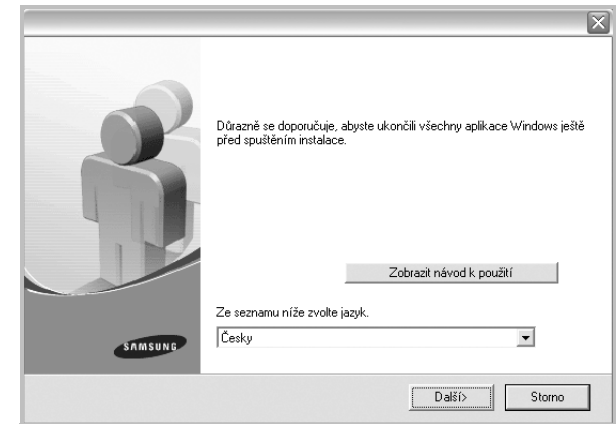 Důrazně se doporučuje, abyste ukončili všechny aplikace Windows ještě
před spuštěním instalace.
Zobrazit návod k použití
Ze seznamu níže zvolte jazyk.
Česky
SAMSUNG
Další>
Storno